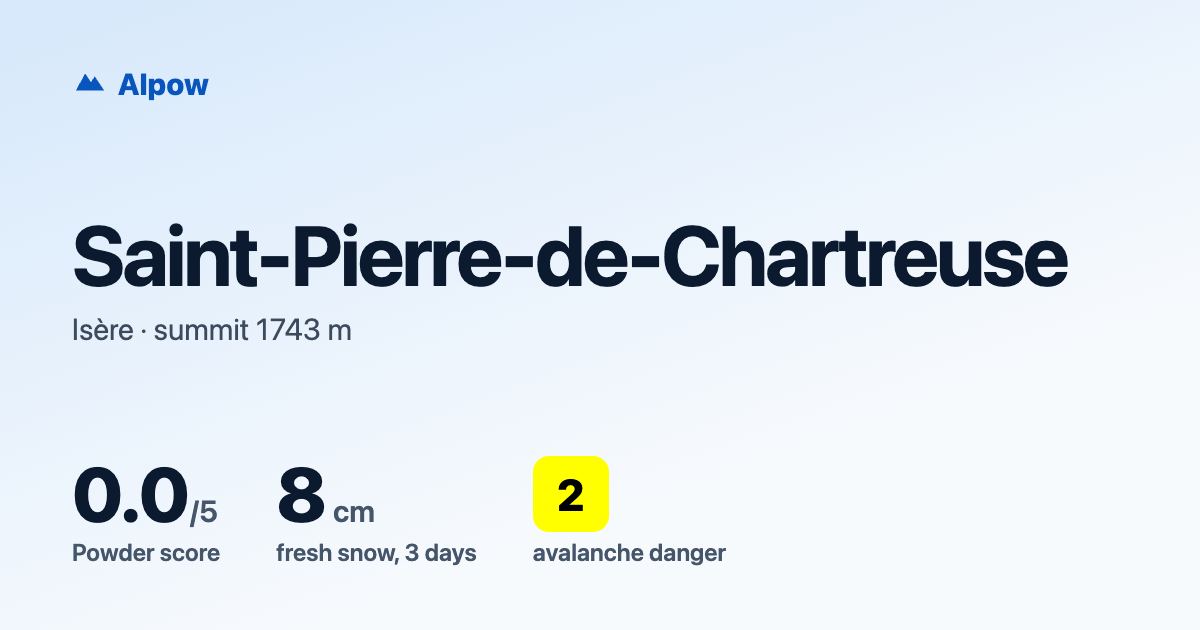 Alpow
Saint-Pierre-de-Chartreuse
Isère · summit 1743 m
0.0/5
Powder score
8 cm
fresh snow, 3 days
2
avalanche danger